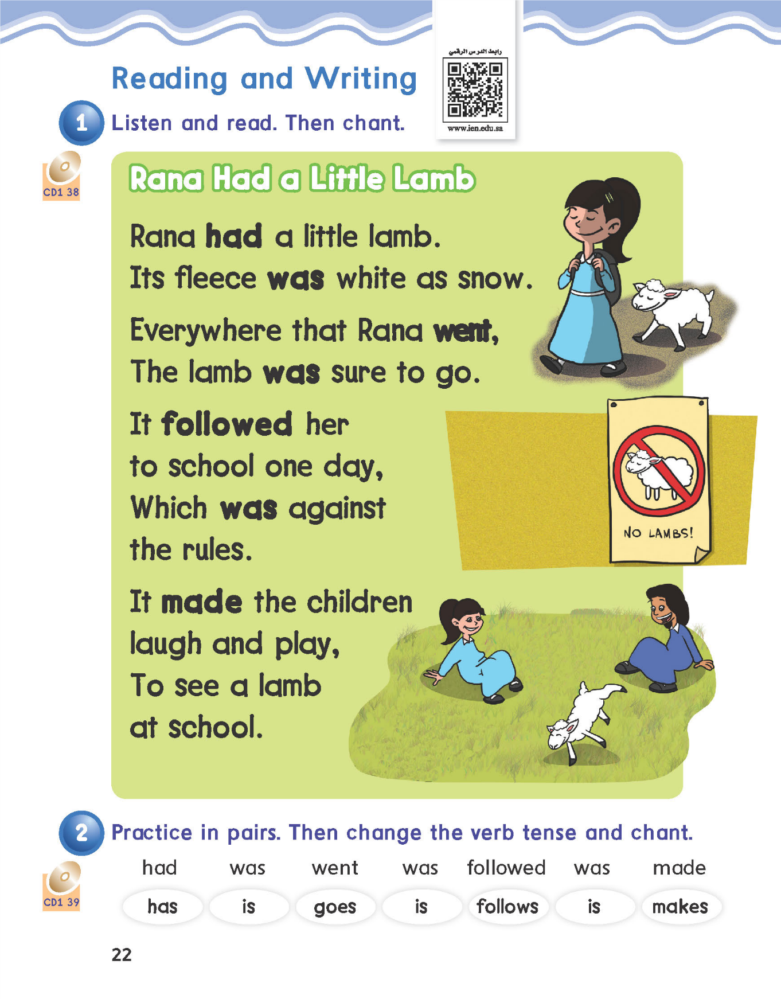 رابط الدرس الرقمي
www.ien.edu.sa
Reading and Writing
1 Listen and read. Then chant.
CD1 38
Rana Had a Little Lamb
Rana had a little lamb.
Its fleece was white as snow.
Everywhere that Rana went,
The lamb was sure to go.
It followed her
to school one day,
Which was against
the rules.
NO LAMBS!
It made the children
laugh and play,
To see a lamb
at school.
2 Practice in pairs. Then change the verb tense and chant.
CD1 39
had was went was followed was made
has is goes is follows is makes
22